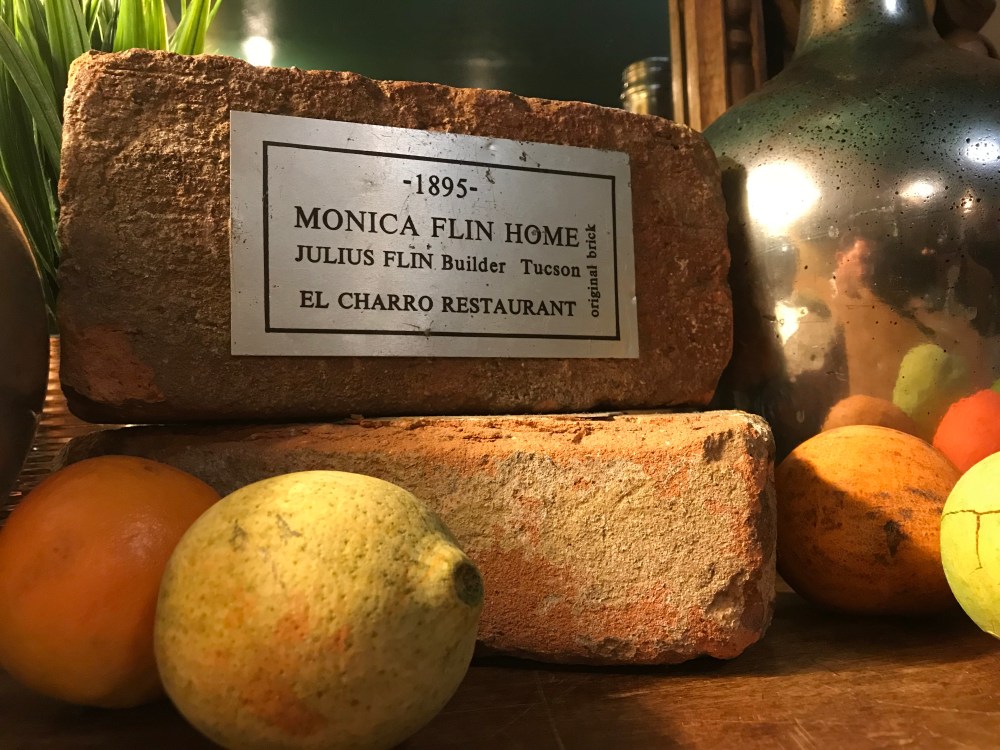 -1895-
MONICA FLIN HOME
JULIUS FLIN Builder Tucson
EL CHARRO RESTAURANT
original brick